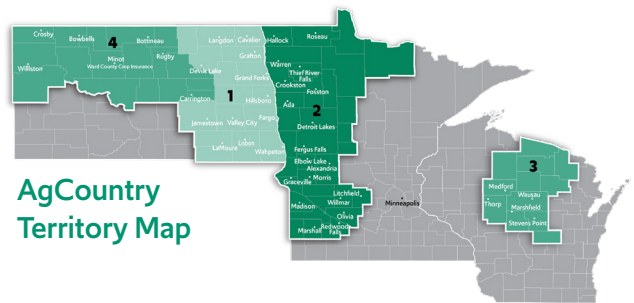 Crosby
Bowbells
Bottineau
4
Minot
Ward County Crop Insurance
Rugby
Williston
Langdon
Cavalier
Grafton
Devils Lake
Grand Forks
Carrington
1
Hillsboro
Jamestown
Valley City
Fargo
LaMoure
Lisbon
Wahpeton
Hallock
Roseau
Warren
Thief River
Falls
Crookston
Fosston
Ada
2
Detroit Lakes
Fergus Falls
Elbow Lake
Alexandria
Morris
Graceville
Litchfield
Willmar
Madison
Olivia
Redwood
Falls
Marshall
Minneapolis
3
Medford
Wausau
Thorp
Marshfield
Stevens Point
AgCountry
Territory Map